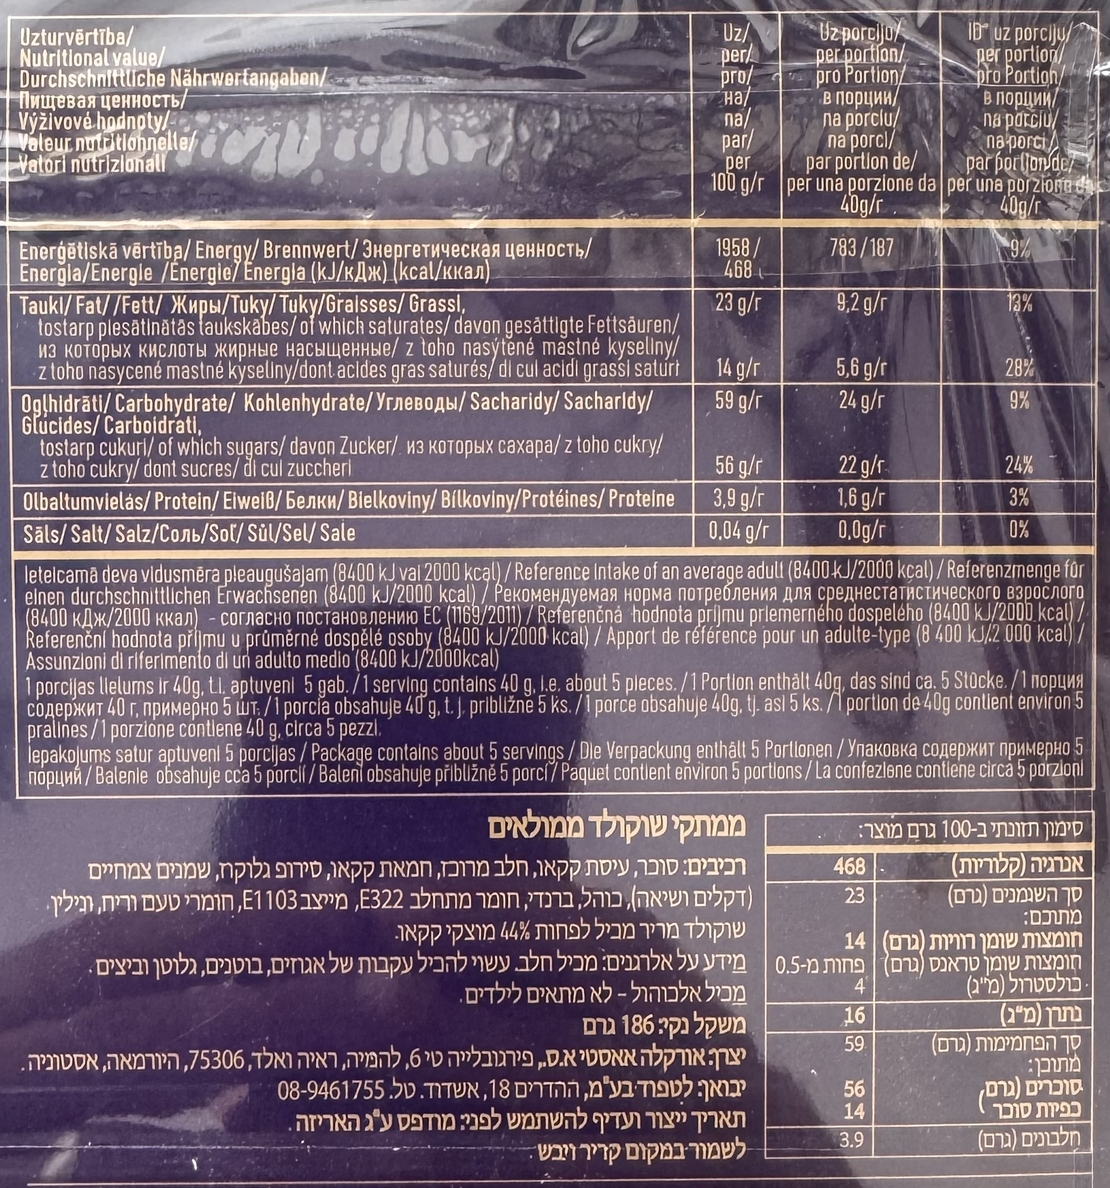 Uzturvērtība/
Nutritional value/
Durchschnittliche Nährwertangaben/
Пищевая ценность/
Výživové hodnoty/
Valeur nutritionnelle/
Valori nutrizionali
Uz/
per/
pro/
на/
na/
par/
per
100 g/г
Uz porciju/
per portion/
pro Portion/
в порции/
na porciu/
na porci/
par portion de/
per una porzione da
40g/г
ID** uz porciju/
per portion/
pro Portion/
в порции/
na porciu/
na porci/
par portion de/
per una porzione da
40g/г
Enerģētiskā vērtība/ Energy/ Brennwert/ Энергетическая ценность/
Energia/Energie /Énergie/ Energia (kJ/кДж) (kcal/ккал)
1958 /
468
783 / 187
9%
Tauki/ Fat/ /Fett/ Жиры/Tuky/ Tuky/Graisses/ Grassi,
23 g/г
9,2 g/г
13%
tostarp piesātinātās taukskābes/ of which saturates/ davon gesättigte Fettsäuren/
из которых кислоты жирные насыщенные/ z toho nasýtené mastné kyseliny/
z toho nasycené mastné kyseliny/dont acides gras saturés/ di cui acidi grassi saturi
14 g/г
5,6 g/г
28%
Ogļhidrāti/ Carbohydrate/ Kohlenhydrate/ Углеводы/ Sacharidy/ Sacharidy/
Glucides/ Carboidrati,
59 g/г
24 g/г
9%
tostarp cukuri/ of which sugars/ davon Zucker/ из которых сахара/ z toho cukry/
z toho cukry/ dont sucres/ di cui zuccheri
56 g/г
22 g/г
24%
Olbaltumvielas/ Protein/ Eiweiß/ Белки/ Bielkoviny/ Bílkoviny/Protéines/ Proteine
3,9 g/г
1,6 g/г
3%
Sāls/ Salt/ Salz/Соль/Soľ/ Sůl/Sel/ Sale
0,04 g/г
0,0g/г
0%
Ieteicamā deva vidusmēra pieaugušajam (8400 kJ vai 2000 kcal) / Reference Intake of an average adult (8400 kJ/2000 kcal) / Referenzmenge für
einen durchschnittlichen Erwachsenen (8400 kJ/2000 kcal) / Рекомендуемая норма потребления для среднестатистического взрослого
(8400 кДж/2000 ккал) - согласно постановлению ЕС (1169/2011) / Referenčná hodnota príjmu priemerného dospelého (8400 kJ/2000 kcal) /
Referenční hodnota příjmu u průměrné dospělé osoby (8400 kJ/2000 kcal) / Apport de référence pour un adulte-type (8 400 kJ/2 000 kcal) /
Assunzioni di riferimento di un adulto medio (8400 kJ/2000kcal)
1 porcijas lielums ir 40g, t.i. aptuveni 5 gab. / 1 serving contains 40 g, i.e. about 5 pieces. / 1 Portion enthält 40g, das sind ca. 5 Stücke. / 1 порция
содержит 40 г, примерно 5 шт. / 1 porcia obsahuje 40 g, t. j. približne 5 ks. / 1 porce obsahuje 40g, tj. asi 5 ks. / 1 portion de 40g contient environ 5
pralines / 1 porzione contiene 40 g, circa 5 pezzi.
Iepakojums satur aptuveni 5 porcijas / Package contains about 5 servings / Die Verpackung enthält 5 Portionen / Упаковка содержит примерно 5
порций / Balenie obsahuje cca 5 porcií / Balení obsahuje přibližně 5 porcí / Paquet contient environ 5 portions / La confezione contiene circa 5 porzioni
ממתקי שוקולד ממולאים
רכיבים: סוכר, עיסת קקאו, חלב מרוכז, חמאת קקאו, סירופ גלוקוז, שמנים צמחיים
(דקלים ושיאה), כוהל, ברנדי, חומר מתחלב E322, מייצב E1103, חומרי טעם וריח, ונילין.
שוקולד מריר מכיל לפחות 44% מוצקי קקאו.
מידע על אלרגנים: מכיל חלב. עשוי להכיל עקבות של אגוזים, בוטנים, גלוטן וביצים.
מכיל אלכוהול - לא מתאים לילדים.
משקל נקי: 186 גרם
יצרן: אורקלה אאסטי א.ס., פירגובלייה טי 6, להמיה, ראיה ואלד, 75306, היורמאה, אסטוניה.
יבואן: לטפוד בע"מ, ההדרים 18, אשדוד. טל. 08-9461755
תאריך ייצור ועדיף להשתמש לפני: מודפס ע"ג האריזה.
לשמור במקום קריר ויבש
סימון תזונתי ב-100 גרם מוצר:
אנרגיה (קלוריות) 468
סך השומנים (גרם) 23
מתוכם:
חומצות שומן רוויות (גרם) 14
חומצות שומן טראנס (גרם) פחות מ-0.5
כולסטרול (מ"ג) 4
נתרן (מ"ג) 16
סך הפחמימות (גרם) 59
מתוכן:
סוכרים (גרם) 56
כפיות סוכר 14
חלבונים (גרם) 3.9